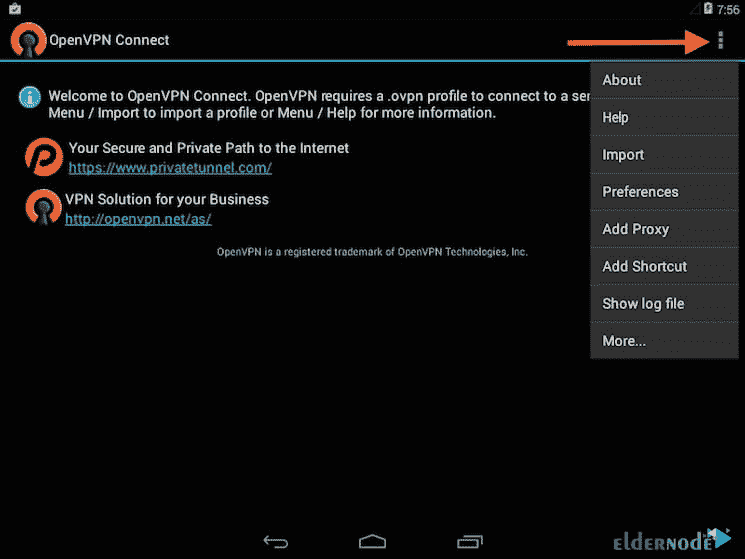 7:56
OpenVPN Connect
Welcome to OpenVPN Connect. OpenVPN requires a .ovpn profile to connect to a ser
Menu / Import to import a profile or Menu / Help for more information.
Your Secure and Private Path to the Internet
https://www.privatetunnel.com/
VPN Solution for your Business
http://openvpn.net/as/
OpenVPN is a registered trademark of OpenVPN Technologies, Inc.
About
Help
Import
Preferences
Add Proxy
Add Shortcut
Show log file
More...
eldernode